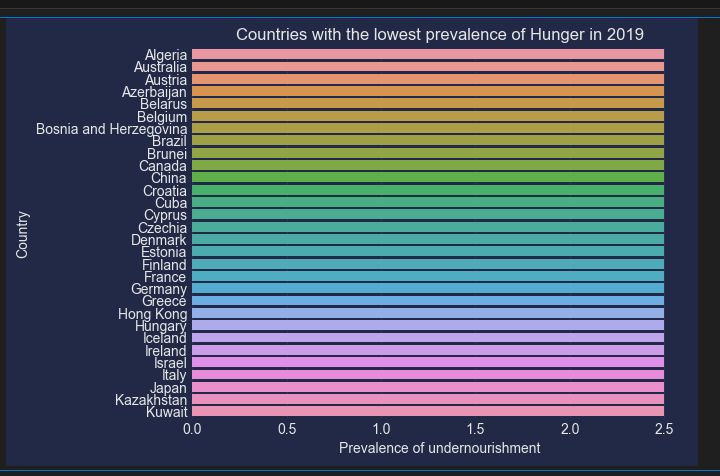 Countries with the lowest prevalence of Hunger in 2019
Country
Algeria
Australia
Austria
Azerbaijan
Belarus
Belgium
Bosnia and Herzegovina
Brazil
Brunei
Canada
China
Croatia
Cuba
Cyprus
Czechia
Denmark
Estonia
Finland
France
Germany
Greece
Hong Kong
Hungary
Iceland
Ireland
Israel
Italy
Japan
Kazakhstan
Kuwait
0.0 0.5 1.0 1.5 2.0 2.5
Prevalence of undernourishment